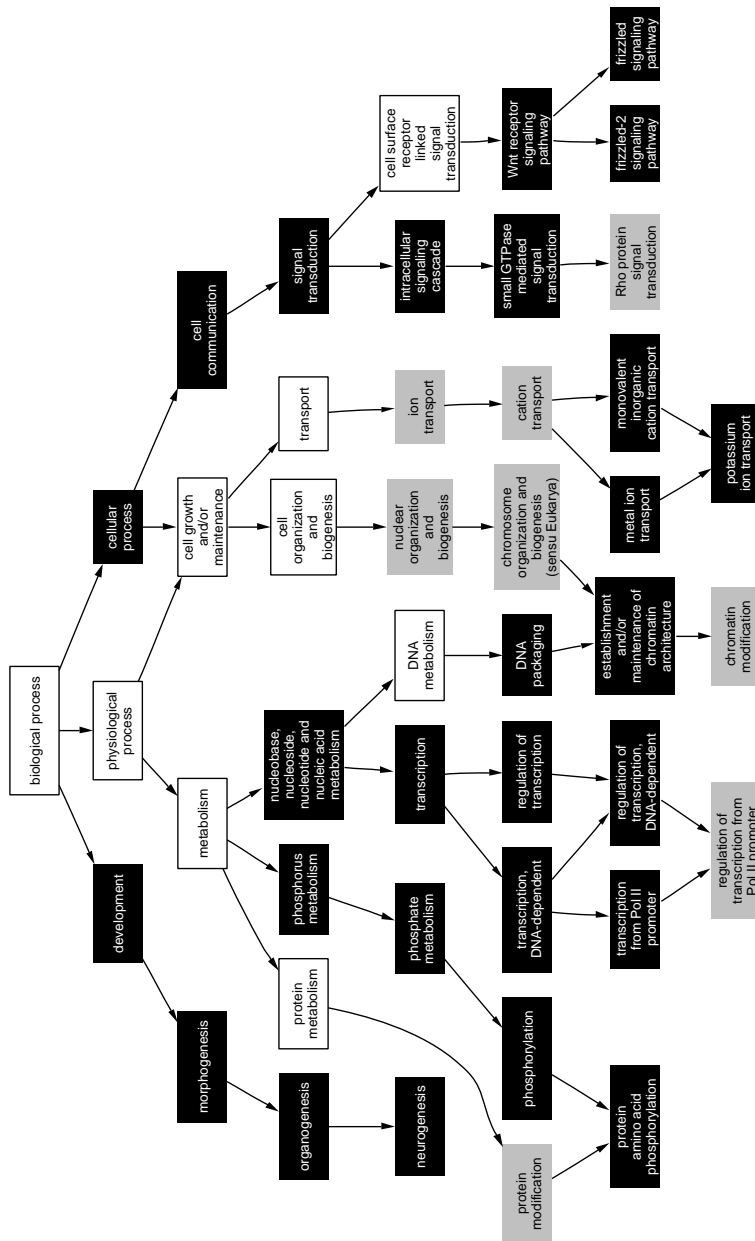 biological process
development
physiological
process
cellular
process
morphogenesis
metabolism
cell growth
and/or
maintenance
cell
communication
organogenesis
protein
metabolism
phosphorus
metabolism
nucleobase,
nucleoside,
nucleotide and
nucleic acid
metabolism
cell
organization
and
biogenesis
transport
signal
transduction
neurogenesis
phosphate
metabolism
transcription
DNA
metabolism
nuclear
organization and
biogenesis
ion
transport
intracellular
signaling
cascade
cell surface
receptor
linked
signal
transduction
protein
modification
phosphorylation
transcription,
DNA-dependent
regulation of
transcription
DNA
packaging
chromosome
organization and
biogenesis
(sensu Eukarya)
cation
transport
small GTPase
mediated
signal
transduction
Wnt receptor
signaling
pathway
protein
amino acid
phosphorylation
transcription
from Pol II
promoter
regulation of
transcription,
DNA-dependent
establishment
and/or
maintenance of
chromatin
architecture
metal ion
transport
monovalent
inorganic
cation transport
Rho protein
signal
transduction
frizzled-2
signaling
pathway
frizzled
signaling
pathway
regulation of
transcription from
Pol II promoter
chromatin
modification
potassium
ion transport